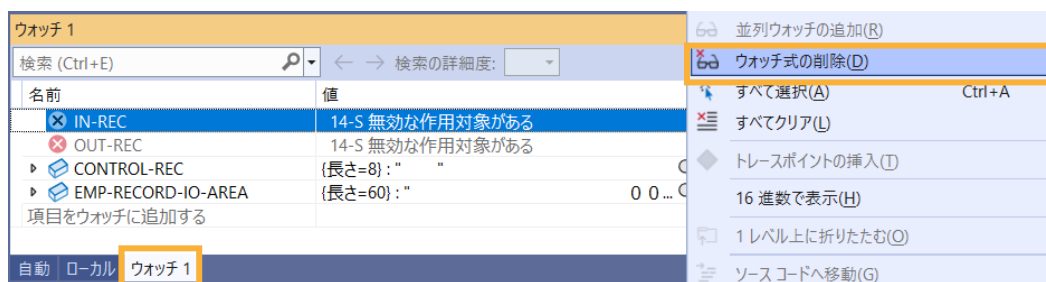 ウォッチ 1
検索 (Ctrl+E) 検索の詳細度:
名前 値
IN-REC 14-S 無効な作用対象がある
OUT-REC 14-S 無効な作用対象がある
CONTROL-REC {長さ=8} : " "
EMP-RECORD-IO-AREA {長さ=60} : " 0 0...
項目をウォッチに追加する
自動 ローカル ウォッチ 1
並列ウォッチの追加(R)
ウォッチ式の削除(D)
すべて選択(A) Ctrl+A
すべてクリア(L)
トレースポイントの挿入(T)
16 進数で表示(H)
1 レベル上に折りたたむ(O)
ソース コードへ移動(G)